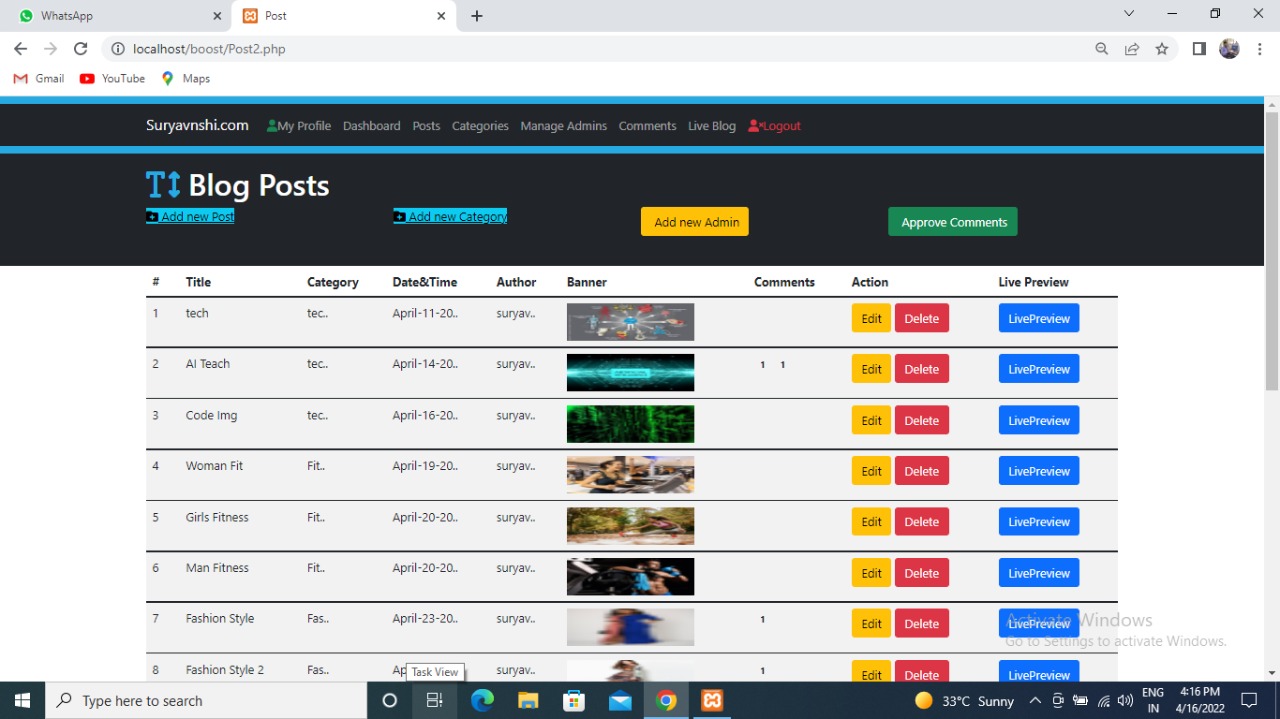 WhatsApp
Post
localhost/boost/Post2.php
Gmail YouTube Maps
Suryavnshi.com My Profile Dashboard Posts Categories Manage Admins Comments Live Blog Logout
Blog Posts
Add new Post Add new Category Add new Admin Approve Comments
# Title Category Date&Time Author Banner Comments Action Live Preview
1 tech tec.. April-11-20.. suryav.. Edit Delete LivePreview
2 AI Teach tec.. April-14-20.. suryav.. 1 1 Edit Delete LivePreview
3 Code Img tec.. April-16-20.. suryav.. Edit Delete LivePreview
4 Woman Fit Fit.. April-19-20.. suryav.. Edit Delete LivePreview
5 Girls Fitness Fit.. April-20-20.. suryav.. Edit Delete LivePreview
6 Man Fitness Fit.. April-20-20.. suryav.. Edit Delete LivePreview
7 Fashion Style Fas.. April-23-20.. suryav.. 1 Edit Delete LivePreview
Activate Windows
Go to Settings to activate Windows.
8 Fashion Style 2 Fas.. Ap suryav.. 1 Edit Delete LivePreview
Task View
Type here to search
33°C Sunny
ENG
IN
4:16 PM
4/16/2022